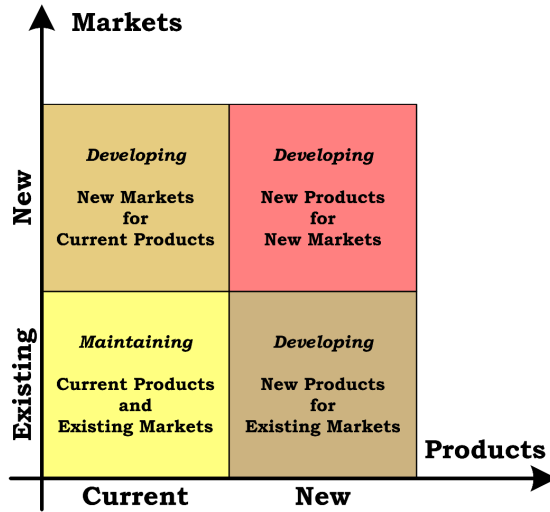 Markets
New
Developing
New Markets
for
Current Products
Developing
New Products
for
New Markets
Existing
Maintaining
Current Products
and
Existing Markets
Developing
New Products
for
Existing Markets
Products
Current
New